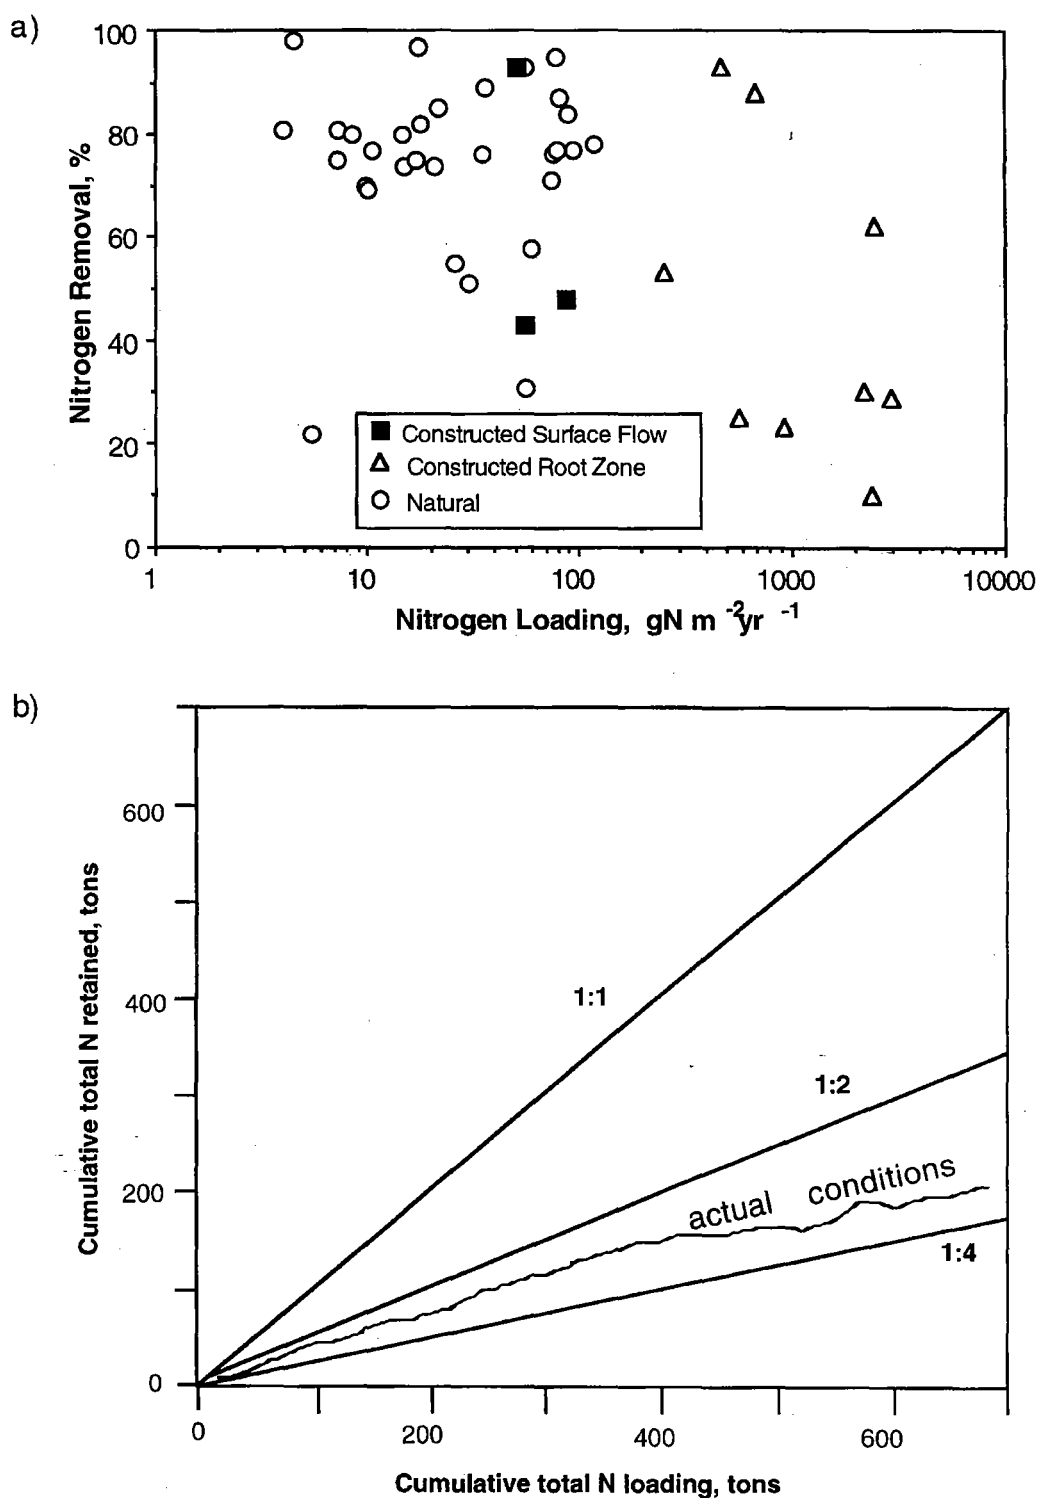 a)
100
80
60
40
20
0
Nitrogen Removal, %
Constructed Surface Flow
Constructed Root Zone
Natural
1 10 100 1000 10000
Nitrogen Loading, gN m -2yr -1
b)
600
400
200
0
Cumulative total N retained, tons
1:1
1:2
actual conditions
1:4
0 200 400 600
Cumulative total N loading, tons